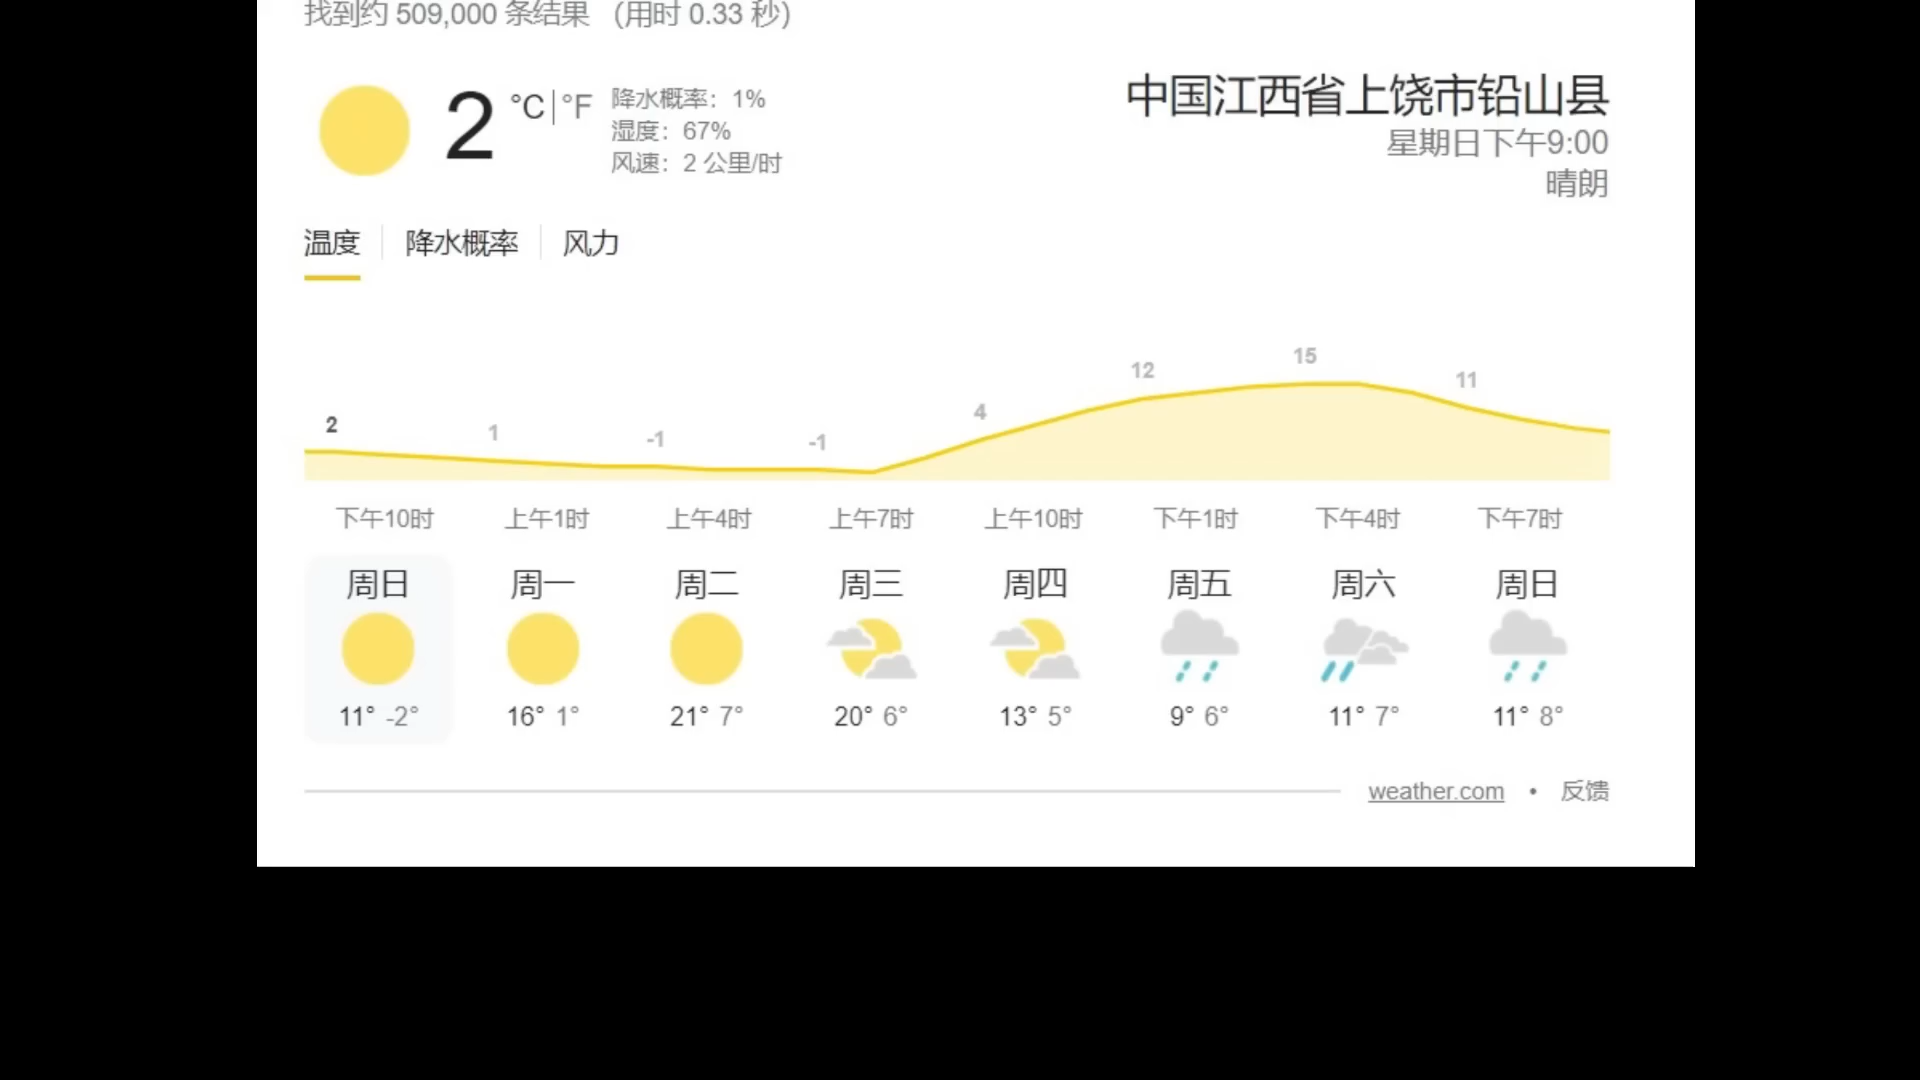 找到约 509,000 条结果 (用时 0.33 秒)
2 °C|°F
降水概率：1%
湿度：67%
风速：2 公里/时
中国江西省上饶市铅山县
星期日下午9:00
晴朗
温度 降水概率 风力
2 1 -1 -1 4 12 15 11
下午10时 上午1时 上午4时 上午7时 上午10时 下午1时 下午4时 下午7时
周日 周一 周二 周三 周四 周五 周六 周日
11° -2° 16° 1° 21° 7° 20° 6° 13° 5° 9° 6° 11° 7° 11° 8°
weather.com • 反馈